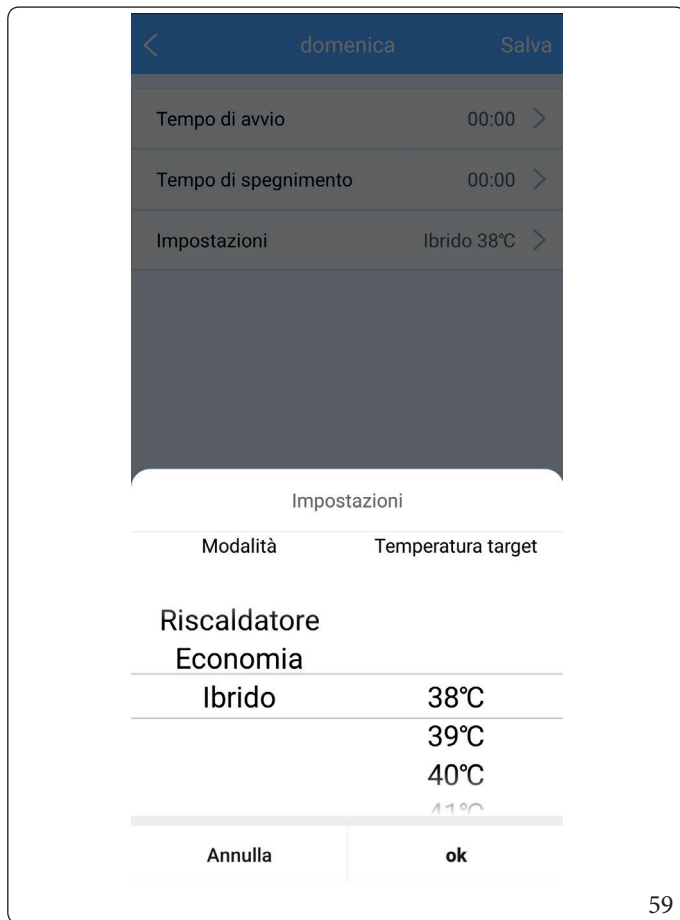 domenica Salva
Tempo di avvio 00:00
Tempo di spegnimento 00:00
Impostazioni Ibrido 38℃
Impostazioni
Modalità Temperatura target
Riscaldatore
Economia
Ibrido 38℃
39℃
40℃
41℃
Annulla ok
59